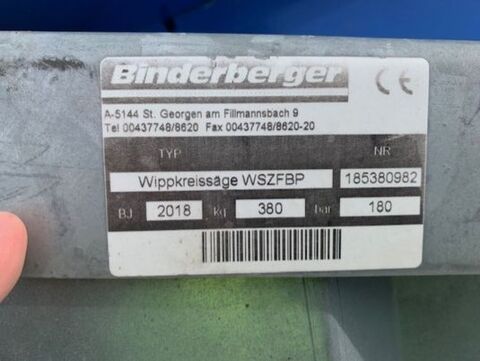 Binderberger CE
A-5144 St. Georgen am Fillmannsbach 9
Tel 00437748/8620 Fax 00437748/8620-20
TYP NR
Wippkreissäge WSZFBP 185380982
BJ 2018 kg 380 bar 180